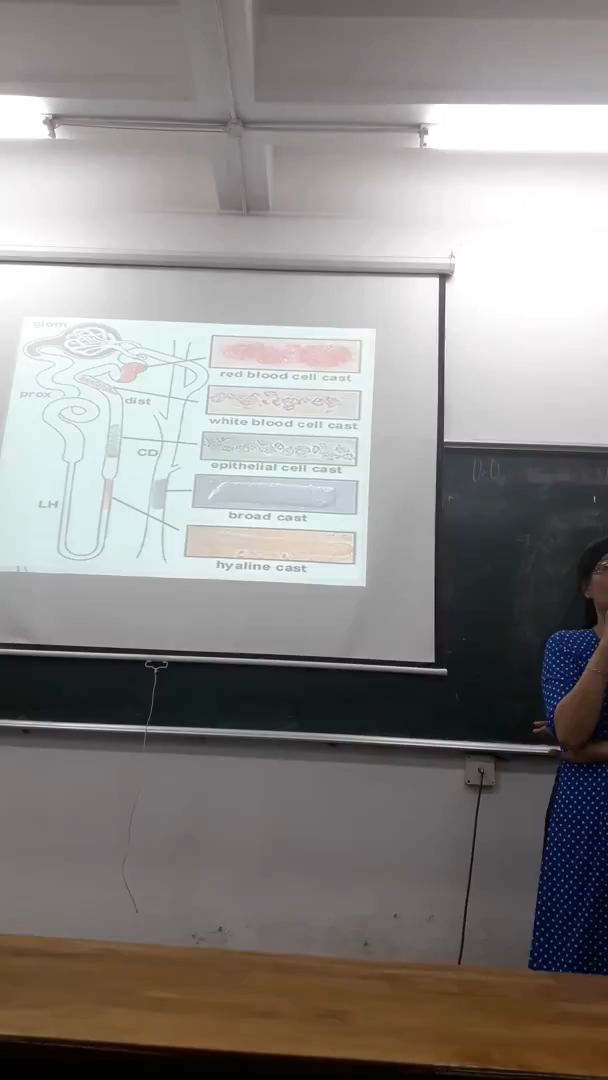 glom
red blood cell cast
prox
dist
white blood cell cast
CD
epithelial cell cast
LH
broad cast
hyaline cast